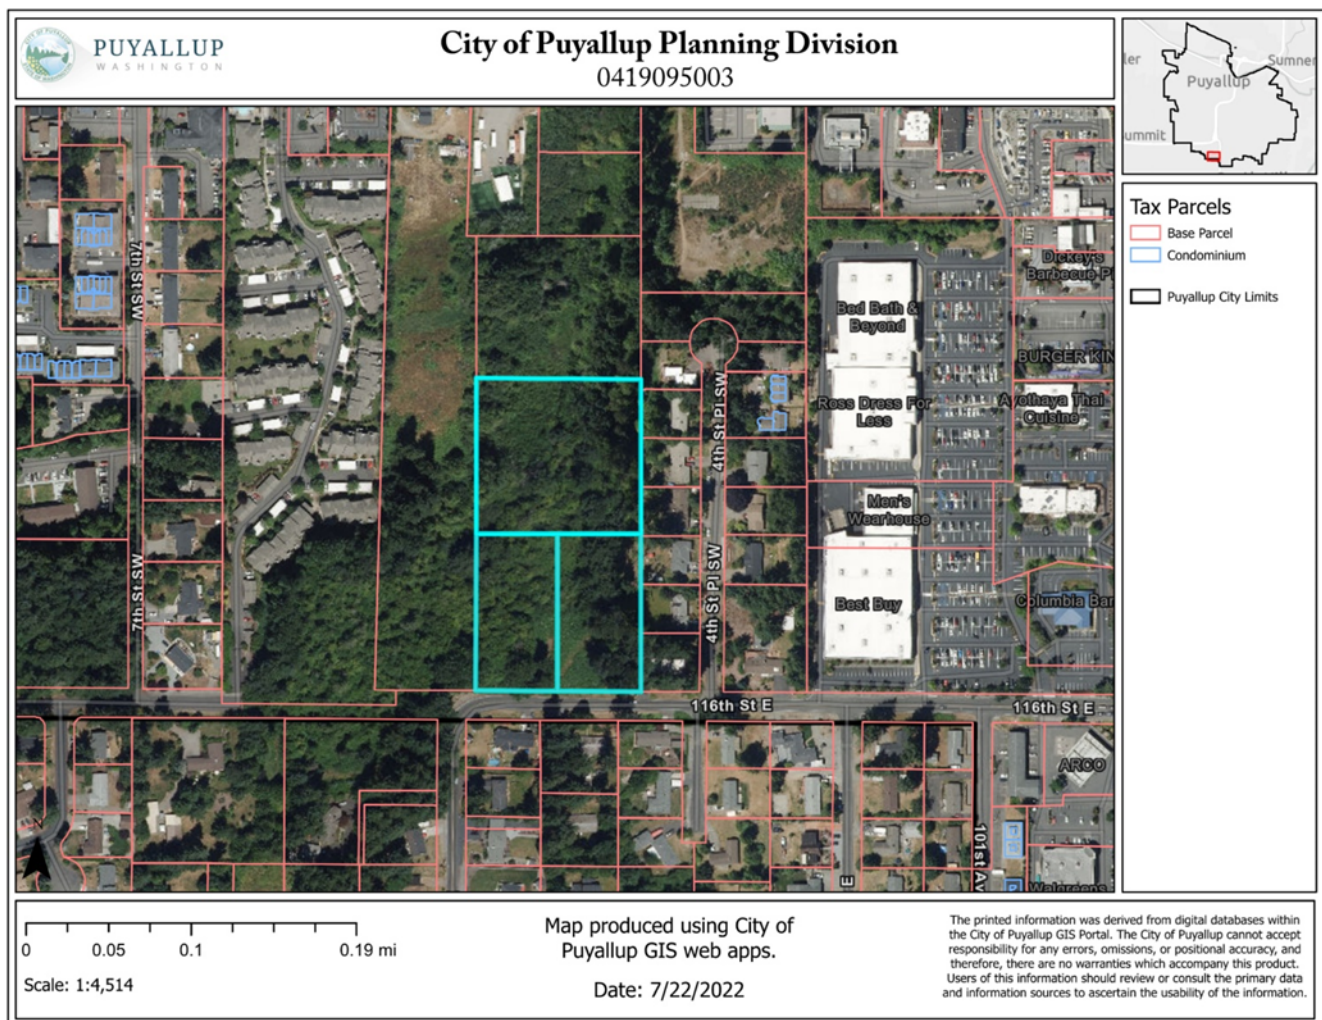 PUYALLUP
WASHINGTON
City of Puyallup Planning Division
0419095003
Sumner
Puyallup
7th St SW
Dickey's
Bed Bath &
Beyond
BURGER KIN
4th St Pl SW
Ross Dress For
Less
Ayothaya Thai
Cuisine
Men's
Wearhouse
7th St SW
4th St Pl SW
Best Buy
Columbia Ban
116th St E
116th St E
ARCO
101st Av
E
Walgreens
N
Tax Parcels
Base Parcel
Condominium
Puyallup City Limits
0 0.05 0.1 0.19 mi
Scale: 1:4,514
Map produced using City of
Puyallup GIS web apps.
Date: 7/22/2022
The printed information was derived from digital databases within
the City of Puyallup GIS Portal. The City of Puyallup cannot accept
responsibility for any errors, omissions, or positional accuracy, and
therefore, there are no warranties which accompany this product.
Users of this information should review or consult the primary data
and information sources to ascertain the usability of the information.